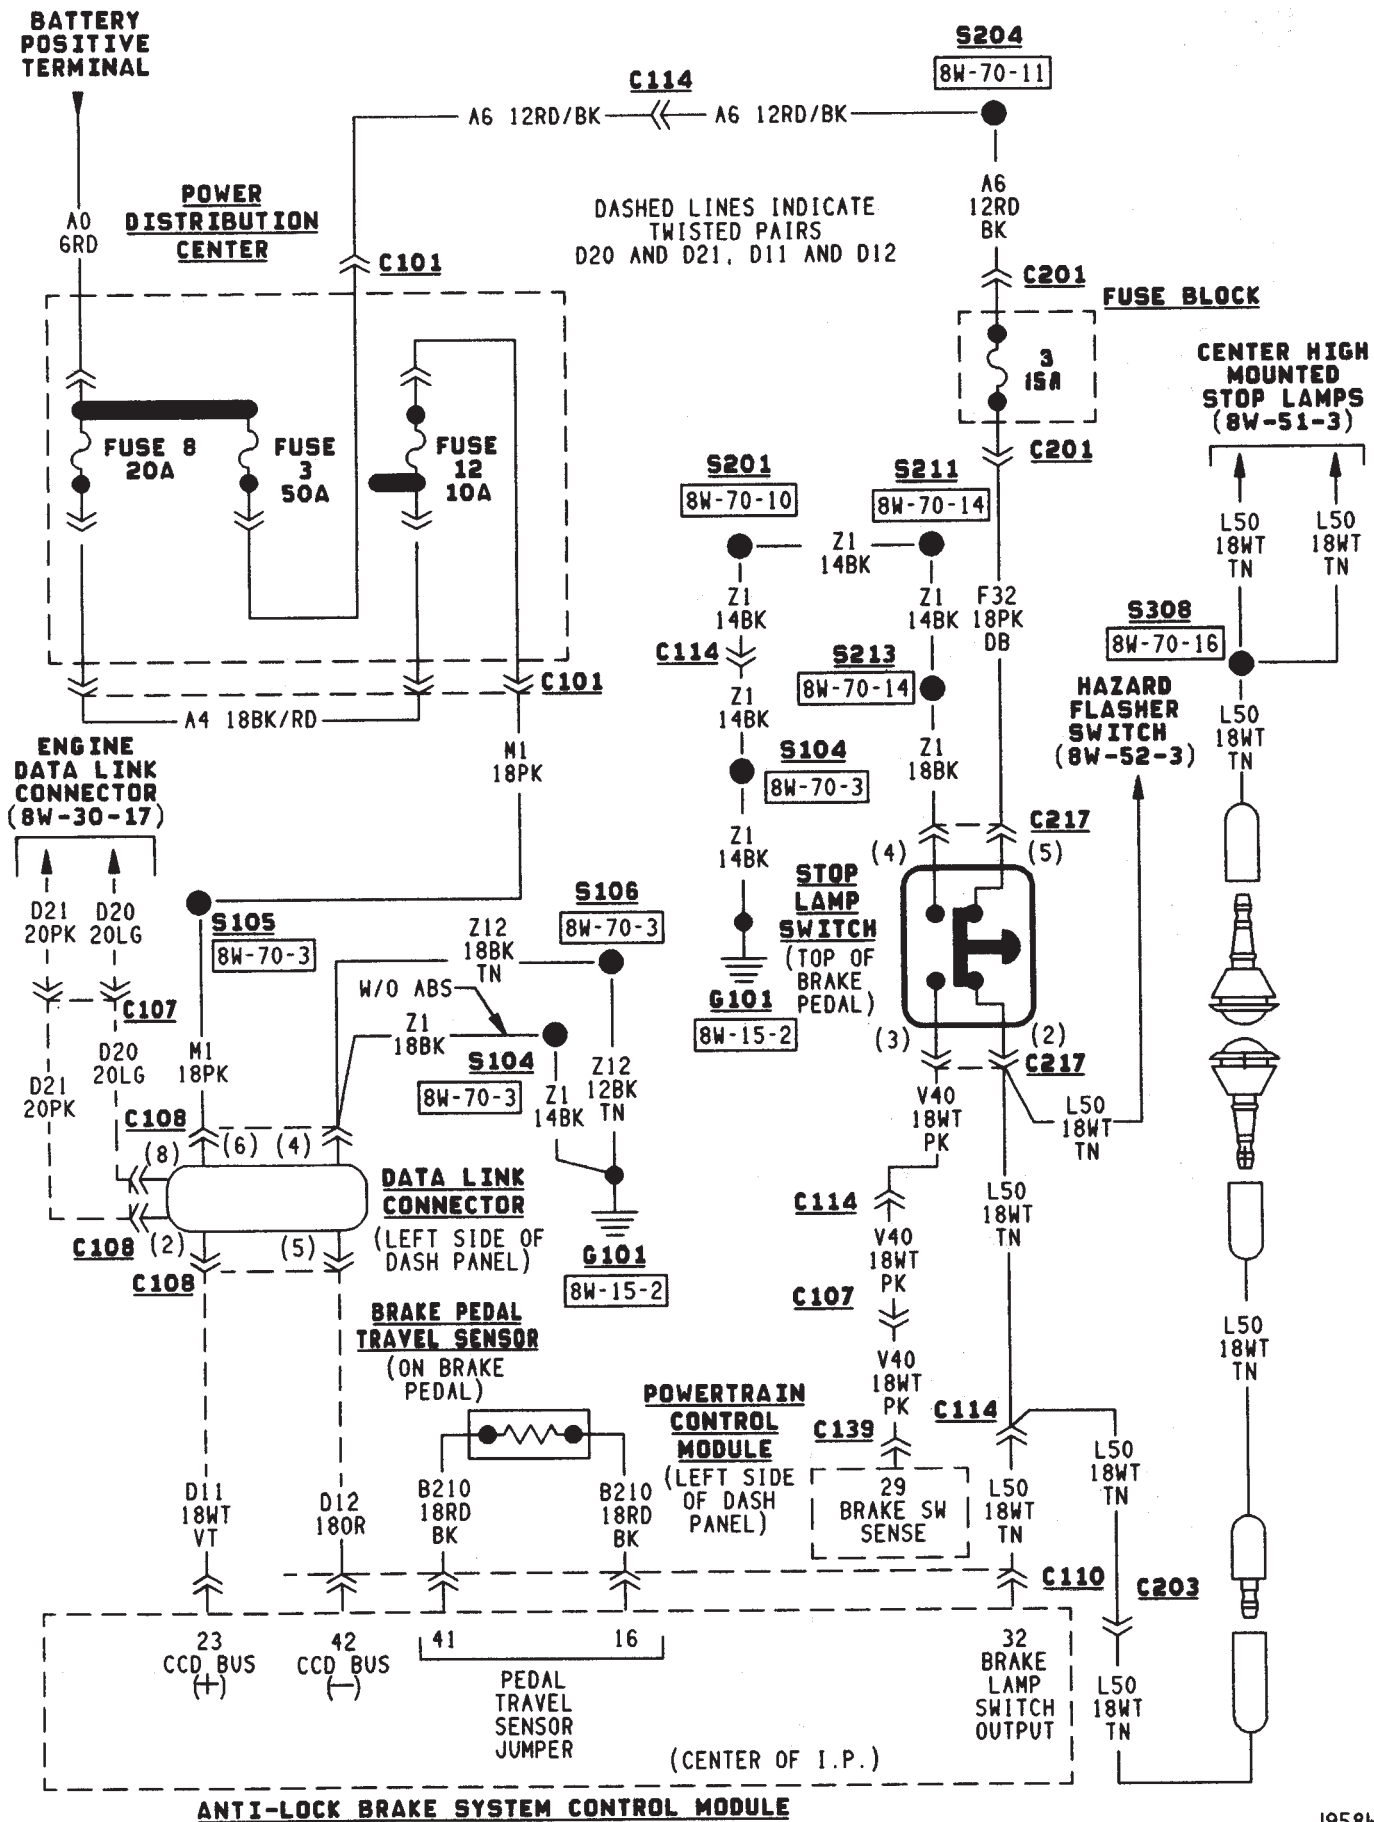 BATTERY
POSITIVE
TERMINAL
S204
8W-70-11
C114
A6 12RD/BK
A6 12RD/BK
A6
12RD
BK
POWER
DISTRIBUTION
CENTER
A0
6RD
DASHED LINES INDICATE
TWISTED PAIRS
D20 AND D21, D11 AND D12
C101
C201
FUSE BLOCK
3
15A
C201
CENTER HIGH
MOUNTED
STOP LAMPS
(8W-51-3)
FUSE 8
20A
FUSE
3
50A
FUSE
12
10A
S201
8W-70-10
S211
8W-70-14
Z1
14BK
L50
18WT
TN
L50
18WT
TN
Z1
14BK
Z1
14BK
F32
18PK
DB
S308
8W-70-16
C114
S213
8W-70-14
C101
A4 18BK/RD
Z1
14BK
HAZARD
FLASHER
SWITCH
(8W-52-3)
L50
18WT
TN
ENGINE
DATA LINK
CONNECTOR
(8W-30-17)
M1
18PK
S104
8W-70-3
Z1
18BK
Z1
14BK
C217
(4)
(5)
STOP
LAMP
SWITCH
(TOP OF
BRAKE
PEDAL)
D21
20PK
D20
20LG
S105
8W-70-3
S106
8W-70-3
Z12
18BK
TN
W/O ABS
G101
8W-15-2
C107
Z1
18BK
S104
8W-70-3
(3)
(2)
C217
D20
20LG
M1
18PK
D21
20PK
Z1
14BK
Z12
12BK
TN
V40
18WT
PK
L50
18WT
TN
C108
(8)
(6)
(4)
DATA LINK
CONNECTOR
(LEFT SIDE OF
DASH PANEL)
C114
L50
18WT
TN
C108
(2)
(5)
C108
G101
8W-15-2
V40
18WT
PK
C107
BRAKE PEDAL
TRAVEL SENSOR
(ON BRAKE
PEDAL)
L50
18WT
TN
V40
18WT
PK
POWERTRAIN
CONTROL
MODULE
(LEFT SIDE
OF DASH
PANEL)
C139
C114
L50
18WT
TN
D11
18WT
VT
D12
18OR
B210
18RD
BK
B210
18RD
BK
29
BRAKE SW
SENSE
L50
18WT
TN
C110
C203
23
CCD BUS
(+)
42
CCD BUS
(-)
41
16
PEDAL
TRAVEL
SENSOR
JUMPER
32
BRAKE
LAMP
SWITCH
OUTPUT
L50
18WT
TN
(CENTER OF I.P.)
ANTI-LOCK BRAKE SYSTEM CONTROL MODULE